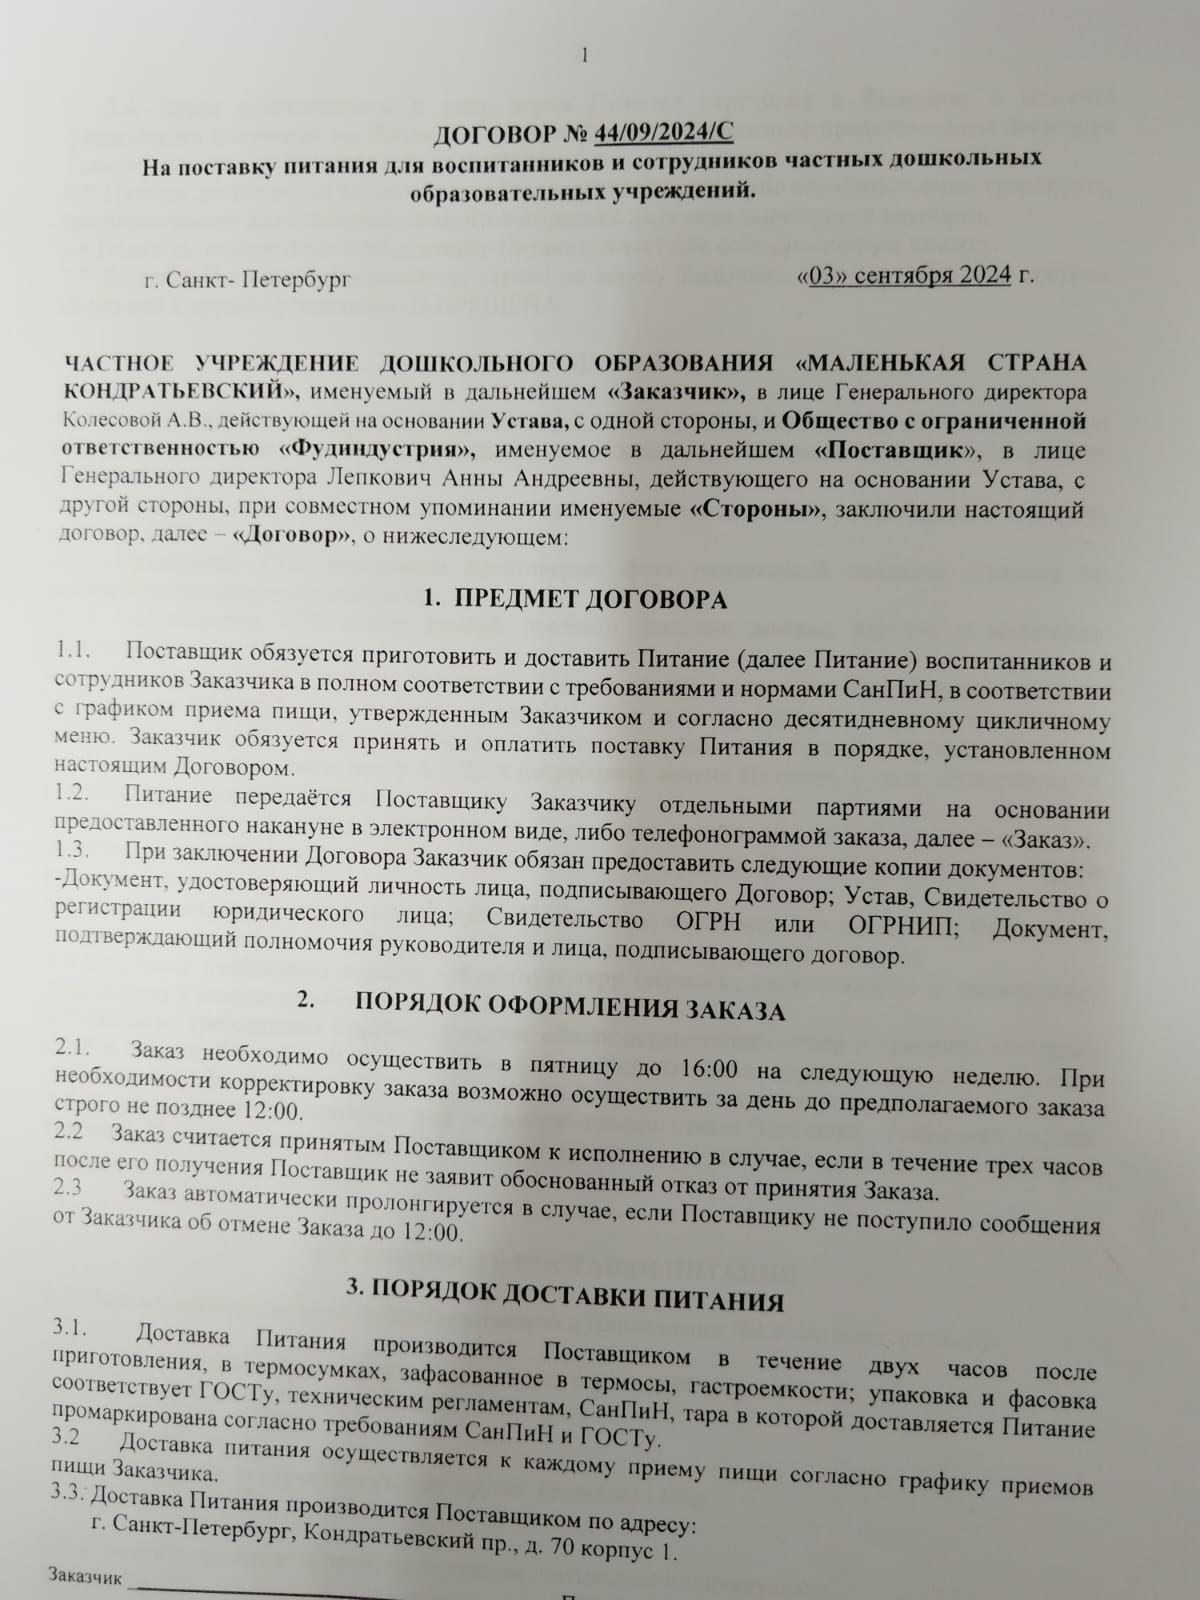 1
ДОГОВОР № 44/09/2024/С
На поставку питания для воспитанников и сотрудников частных дошкольных
образовательных учреждений.
г. Санкт- Петербург «03» сентября 2024 г.
ЧАСТНОЕ УЧРЕЖДЕНИЕ ДОШКОЛЬНОГО ОБРАЗОВАНИЯ «МАЛЕНЬКАЯ СТРАНА
КОНДРАТЬЕВСКИЙ», именуемый в дальнейшем «Заказчик», в лице Генерального директора
Колесовой А.В., действующей на основании Устава, с одной стороны, и Общество с ограниченной
ответственностью «Фудиндустрия», именуемое в дальнейшем «Поставщик», в лице
Генерального директора Лепкович Анны Андреевны, действующего на основании Устава, с
другой стороны, при совместном упоминании именуемые «Стороны», заключили настоящий
договор, далее – «Договор», о нижеследующем:
1. ПРЕДМЕТ ДОГОВОРА
1.1. Поставщик обязуется приготовить и доставить Питание (далее Питание) воспитанников и
сотрудников Заказчика в полном соответствии с требованиями и нормами СанПиН, в соответствии
с графиком приема пищи, утвержденным Заказчиком и согласно десятидневному цикличному
меню. Заказчик обязуется принять и оплатить поставку Питания в порядке, установленном
настоящим Договором.
1.2. Питание передаётся Поставщику Заказчику отдельными партиями на основании
предоставленного накануне в электронном виде, либо телефонограммой заказа, далее – «Заказ».
1.3. При заключении Договора Заказчик обязан предоставить следующие копии документов:
-Документ, удостоверяющий личность лица, подписывающего Договор; Устав, Свидетельство о
регистрации юридического лица; Свидетельство ОГРН или ОГРНИП; Документ,
подтверждающий полномочия руководителя и лица, подписывающего договор.
2. ПОРЯДОК ОФОРМЛЕНИЯ ЗАКАЗА
2.1. Заказ необходимо осуществить в пятницу до 16:00 на следующую неделю. При
необходимости корректировку заказа возможно осуществить за день до предполагаемого заказа
строго не позднее 12:00.
2.2 Заказ считается принятым Поставщиком к исполнению в случае, если в течение трех часов
после его получения Поставщик не заявит обоснованный отказ от принятия Заказа.
2.3 Заказ автоматически пролонгируется в случае, если Поставщику не поступило сообщения
от Заказчика об отмене Заказа до 12:00.
3. ПОРЯДОК ДОСТАВКИ ПИТАНИЯ
3.1. Доставка Питания производится Поставщиком в течение двух часов после
приготовления, в термосумках, зафасованное в термосы, гастроемкости; упаковка и фасовка
соответствует ГОСТу, техническим регламентам, СанПиН, тара в которой доставляется Питание
промаркирована согласно требованиям СанПиН и ГОСТу.
3.2 Доставка питания осуществляется к каждому приему пищи согласно графику приемов
пищи Заказчика.
3.3. Доставка Питания производится Поставщиком по адресу:
г. Санкт-Петербург, Кондратьевский пр., д. 70 корпус 1.
Заказчик